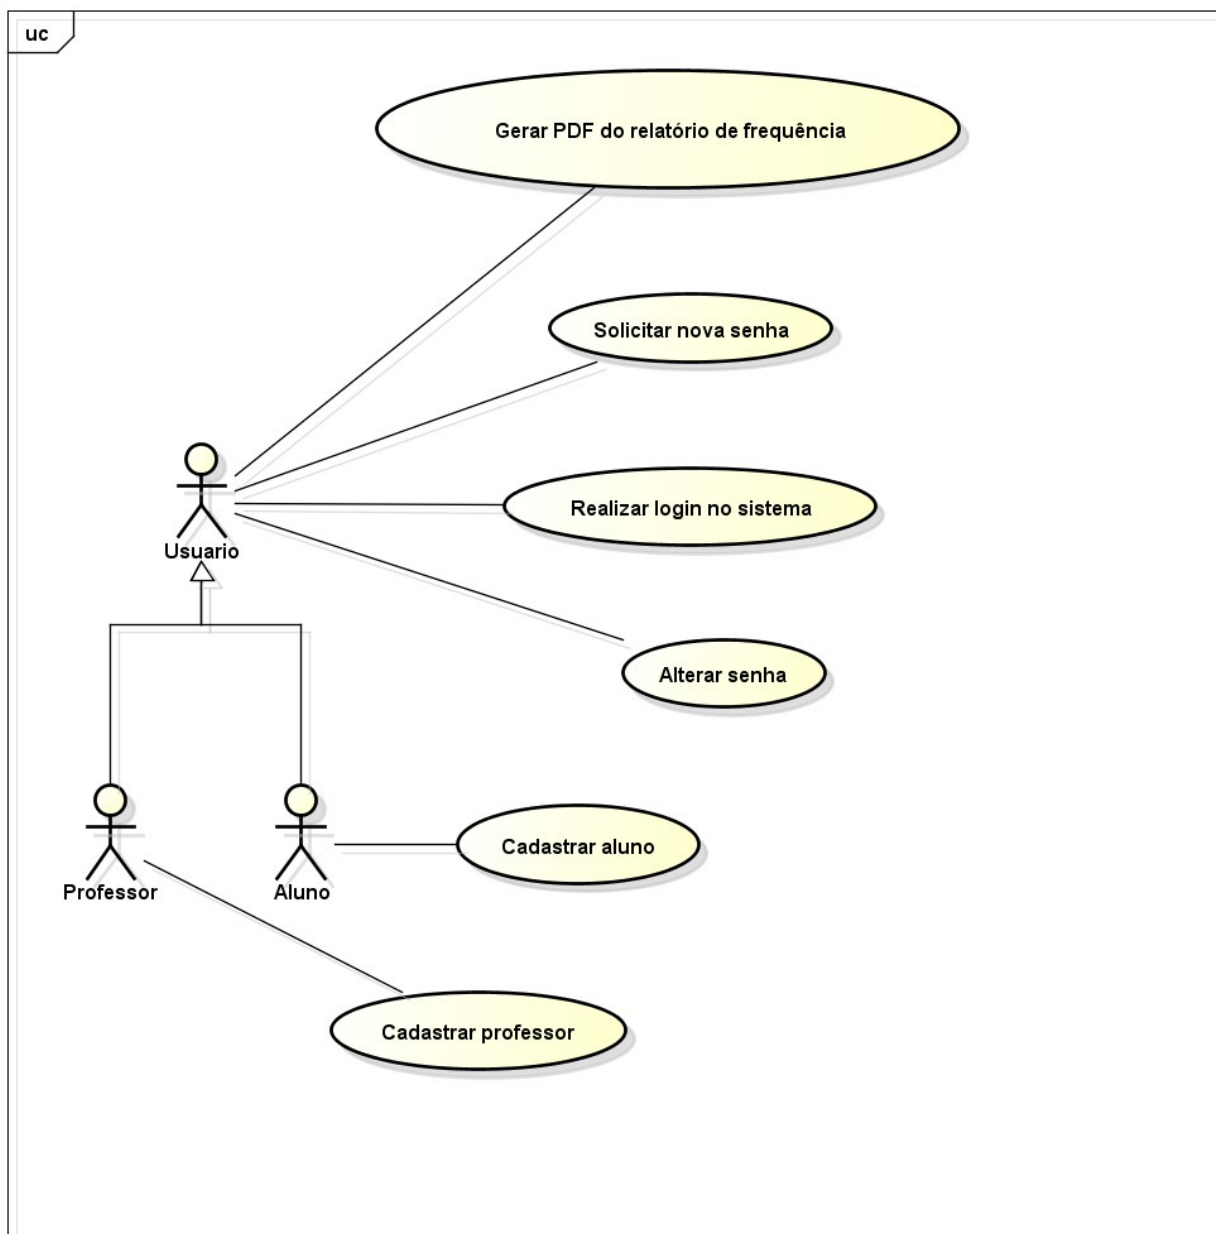 uc
Gerar PDF do relatório de frequência
Solicitar nova senha
Realizar login no sistema
Usuario
Alterar senha
Cadastrar aluno
Professor
Aluno
Cadastrar professor